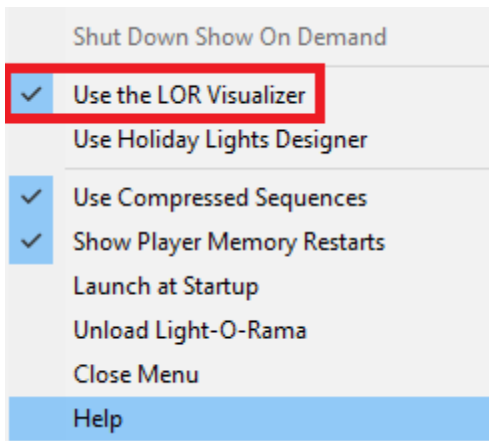 Shut Down Show On Demand
Use the LOR Visualizer
Use Holiday Lights Designer
Use Compressed Sequences
Show Player Memory Restarts
Launch at Startup
Unload Light-O-Rama
Close Menu
Help